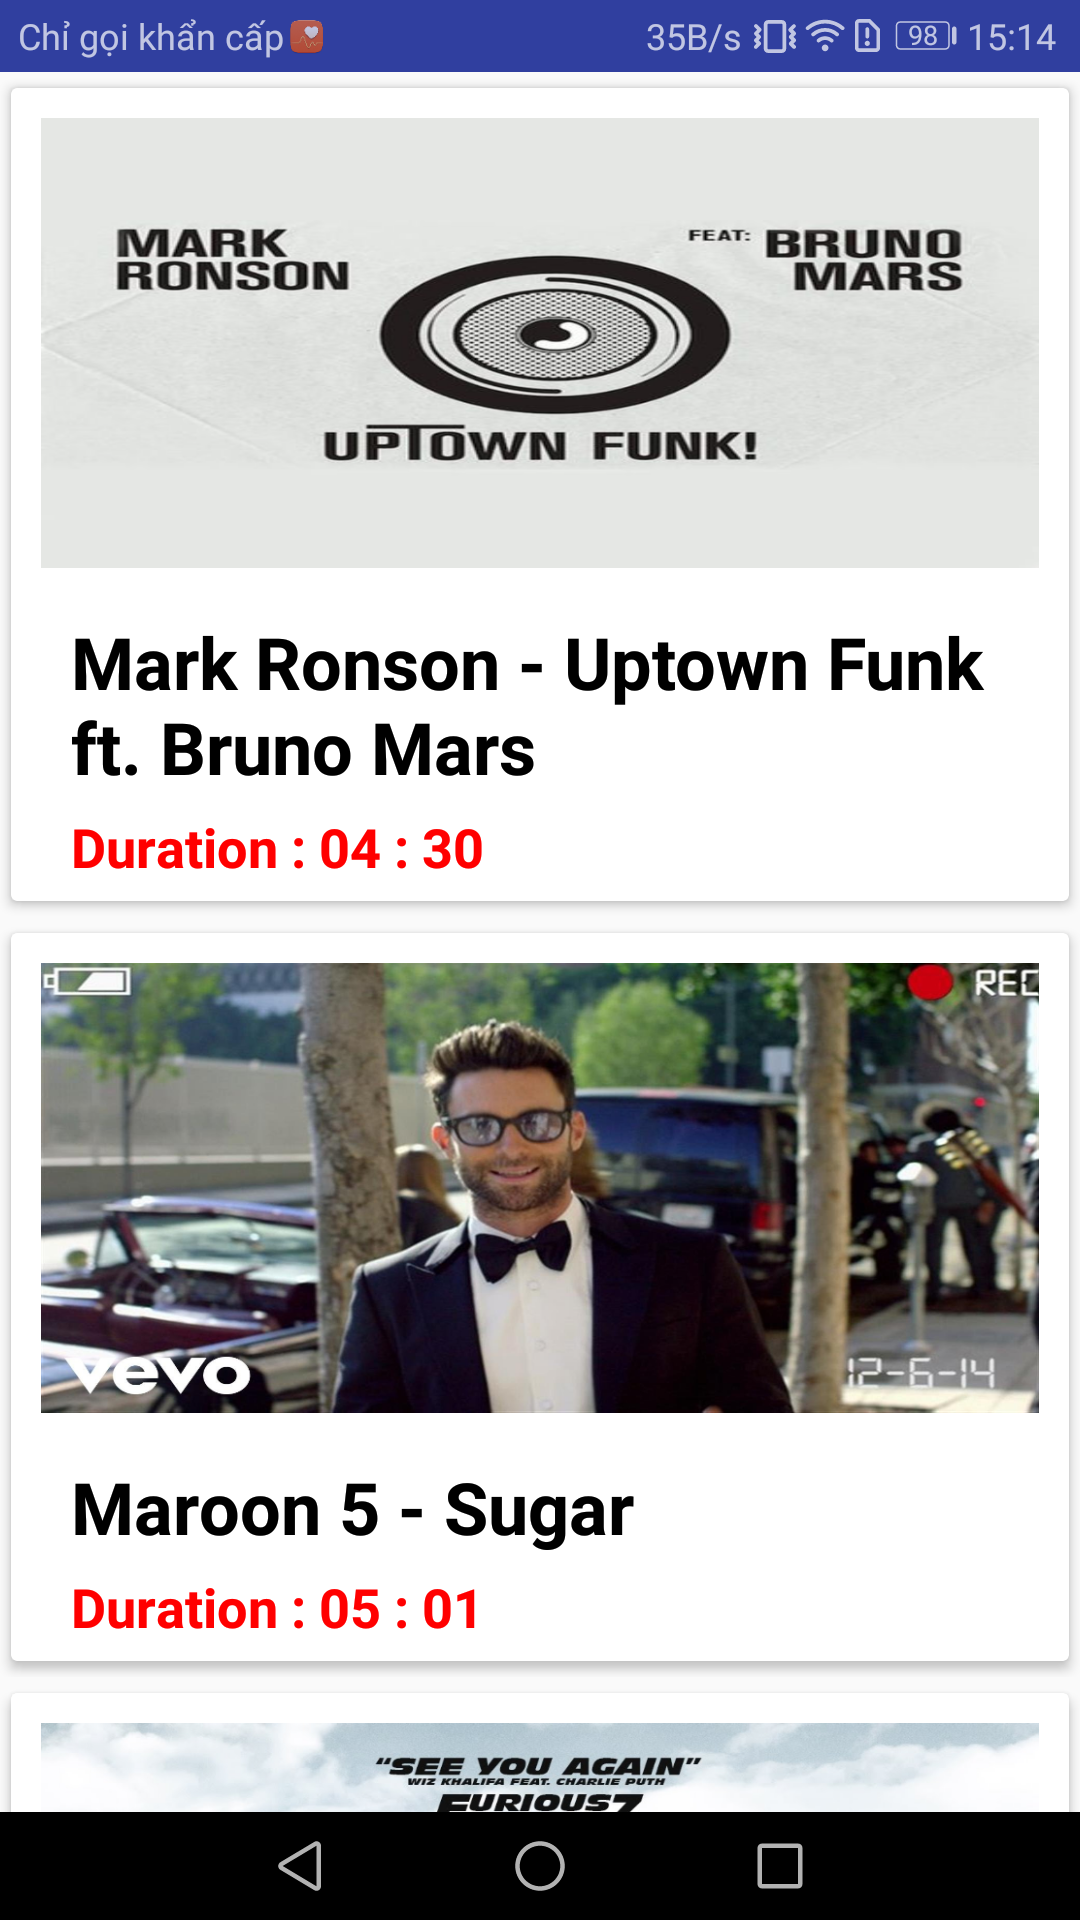 Chỉ gọi khẩn cấp 35B/s 98 15:14
MARK RONSON
FEAT: BRUNO MARS
UPTOWN FUNK!
Mark Ronson - Uptown Funk
ft. Bruno Mars
Duration : 04 : 30
REC
vevo
12-6-14
Maroon 5 - Sugar
Duration : 05 : 01
“SEE YOU AGAIN”
WIZ KHALIFA FEAT. CHARLIE PUTH
FURIOUS 7